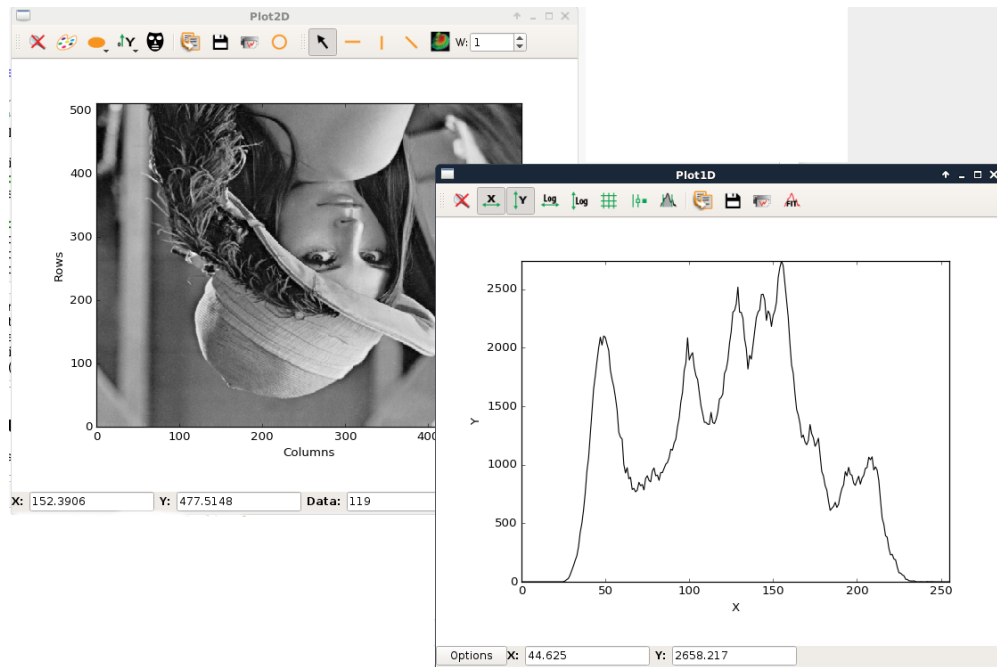 Plot2D
Y
W: 1
500
400
300
200
100
0
Rows
0 100 200 300 400
Columns
X: 152.3906 Y: 477.5148 Data: 119
Plot1D
X Y Log Log FIT
2500
2000
1500
1000
500
0
Y
0 50 100 150 200 250
X
Options X: 44.625 Y: 2658.217